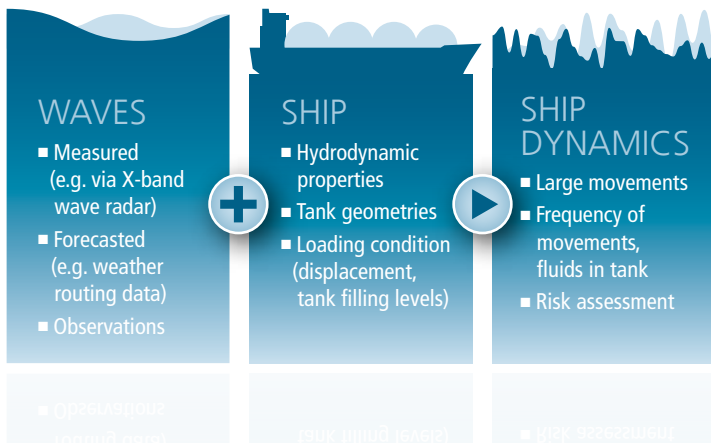 WAVES
■ Measured
(e.g. via X-band
wave radar)
■ Forecasted
(e.g. weather
routing data)
■ Observations
SHIP
■ Hydrodynamic
properties
■ Tank geometries
■ Loading condition
(displacement,
tank filling levels)
SHIP
DYNAMICS
■ Large movements
■ Frequency of
movements,
fluids in tank
■ Risk assessment